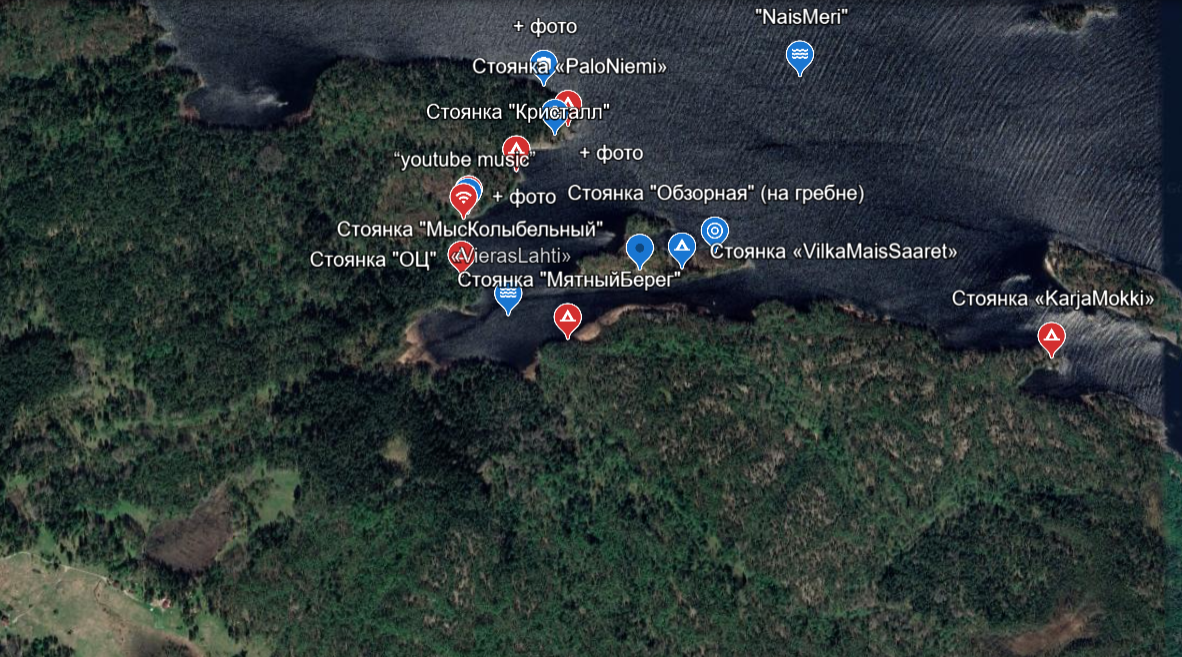 "NaisMeri"
+ фото
Стоянка «PaloNiemi»
Стоянка "Кристалл"
+ фото
“youtube music”
+ фото
Стоянка "Обзорная" (на гребне)
Стоянка "МысКолыбельный"
Стоянка «VilkaMaisSaaret»
Стоянка "ОЦ"
«VierasLahti»
Стоянка "МятныйБерег"
Стоянка «KarjaMokki»